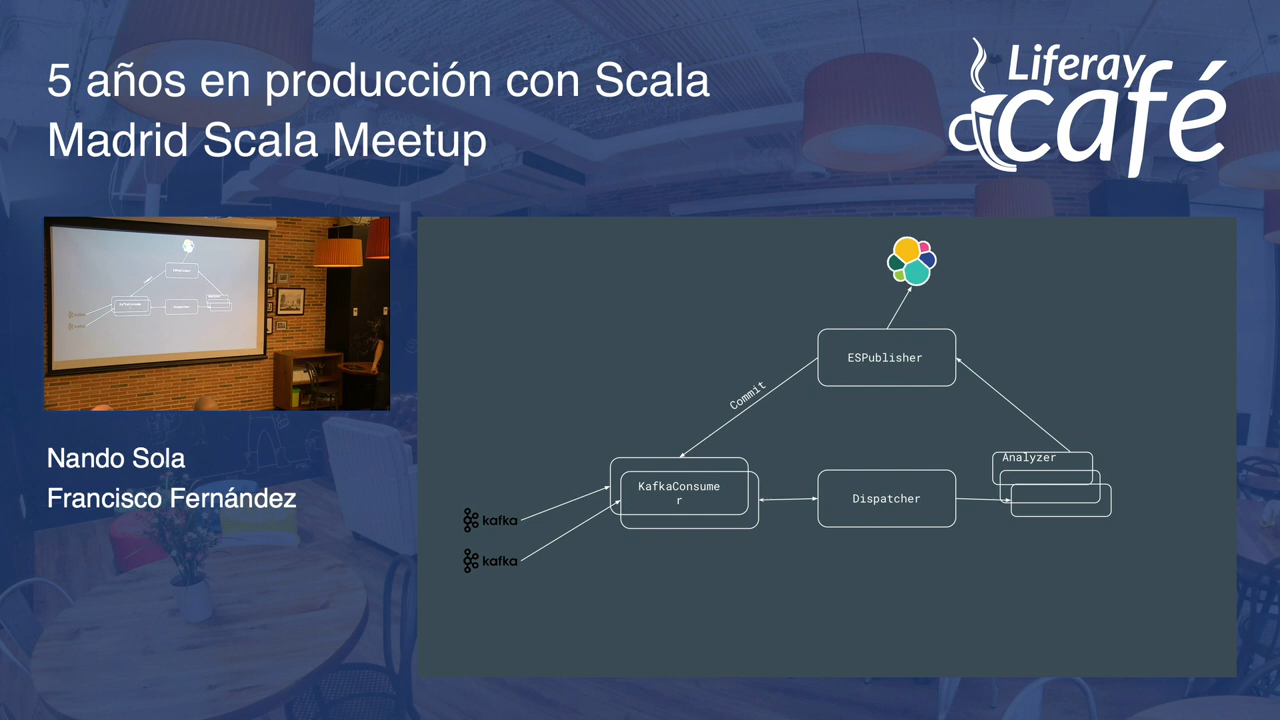 5 años en producción con Scala
Madrid Scala Meetup
Liferay
café
Nando Sola
Francisco Fernández
ESPublisher
Commit
Analyzer
KafkaConsume
r
Dispatcher
kafka
kafka